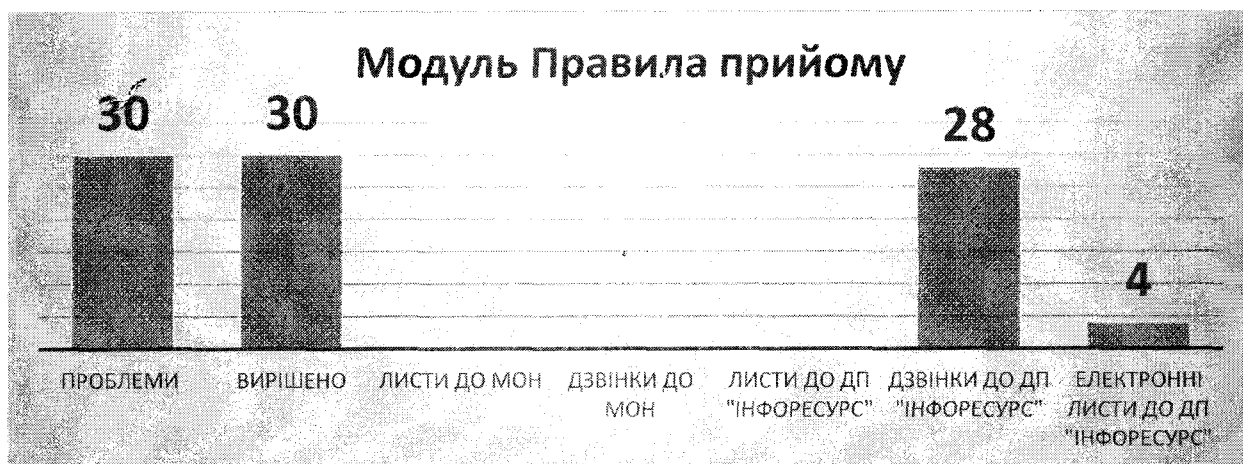 Модуль Правила прийому
30
30
28
4
ПРОБЛЕМИ
ВИРІШЕНО
ЛИСТИ ДО МОН
ДЗВІНКИ ДО
МОН
ЛИСТИ ДО ДП
"ІНФОРЕСУРС"
ДЗВІНКИ ДО ДП
"ІНФОРЕСУРС"
ЕЛЕКТРОННІ
ЛИСТИ ДО ДП
"ІНФОРЕСУРС"